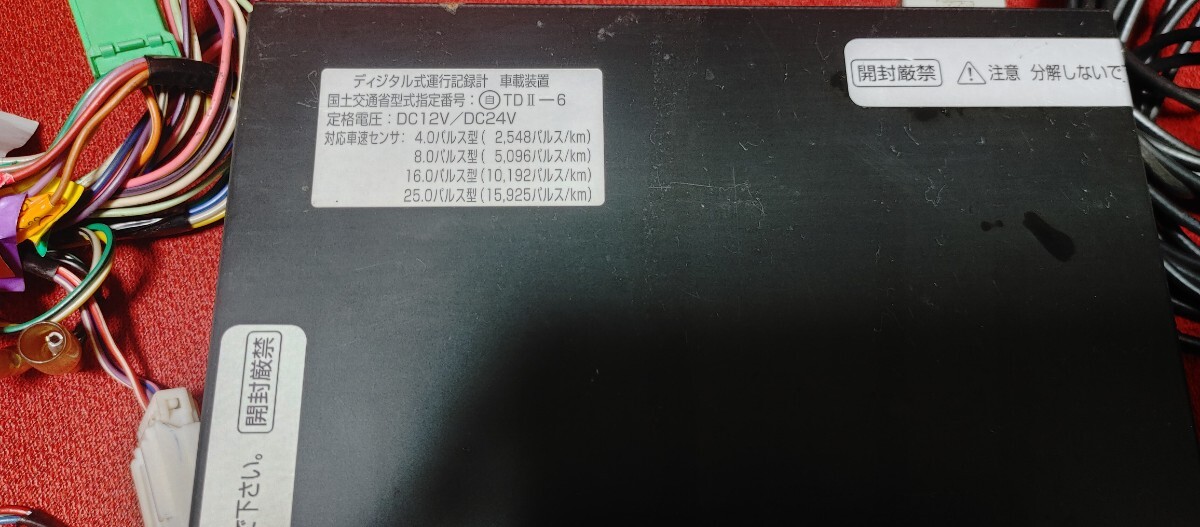 ディジタル式運行記録計 車載装置
国土交通省型式指定番号：自TDⅡ－6
定格電圧：DC12V／DC24V
対応車速センサ：4.0パルス型( 2,548パルス/km)
8.0パルス型( 5,096パルス/km)
16.0パルス型(10,192パルス/km)
25.0パルス型(15,925パルス/km)
開封厳禁 注意 分解しないで
開封厳禁
で下さい。